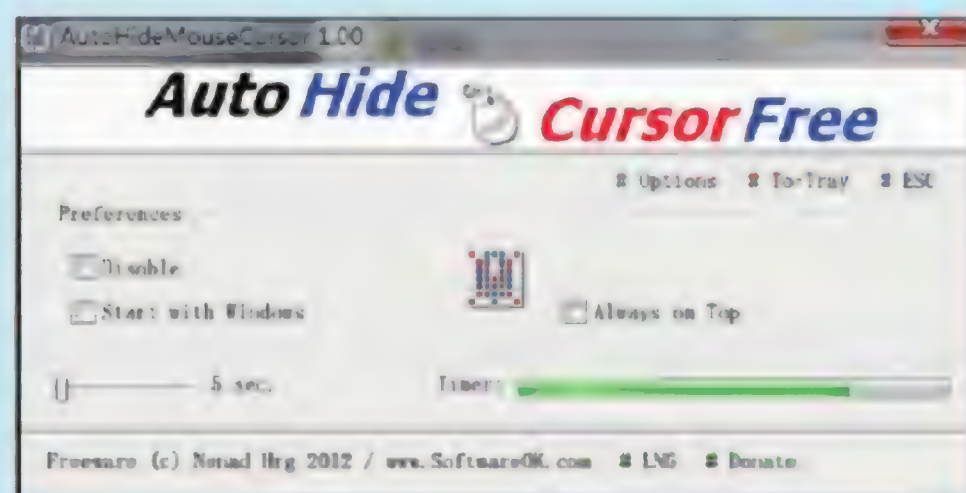 AutoHideMouseCursor 1.00
Auto Hide Cursor Free
# Options # To-Tray # ESC
Preferences
Disable
Start with Windows
Always on Top
5 sec.
Timer:
Freeware (c) Nenad Hrg 2012 / www.SoftwareOK.com # LNG # Donate